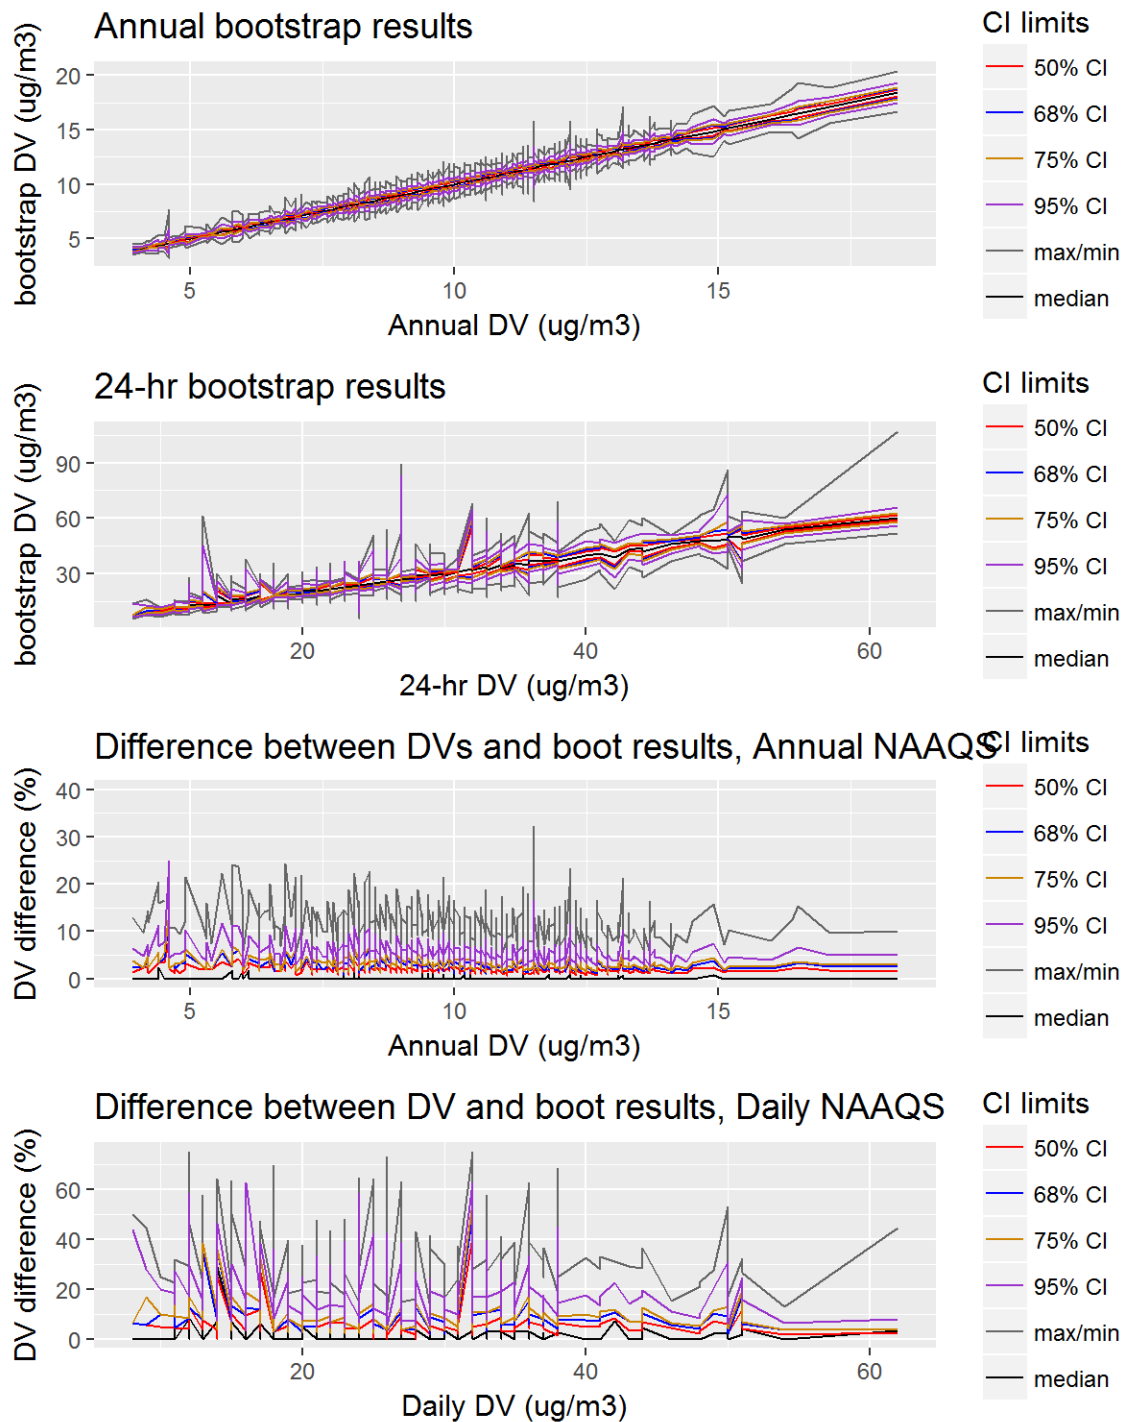 Annual bootstrap results
bootstrap DV (ug/m3)
20
15
10
5
5
10
15
Annual DV (ug/m3)
CI limits
50% CI
68% CI
75% CI
95% CI
max/min
median
24-hr bootstrap results
bootstrap DV (ug/m3)
90
60
30
20
40
60
24-hr DV (ug/m3)
CI limits
50% CI
68% CI
75% CI
95% CI
max/min
median
Difference between DVs and boot results, Annual NAAQS
DV difference (%)
40
30
20
10
0
5
10
15
Annual DV (ug/m3)
CI limits
50% CI
68% CI
75% CI
95% CI
max/min
median
Difference between DV and boot results, Daily NAAQS
DV difference (%)
60
40
20
0
20
40
60
Daily DV (ug/m3)
CI limits
50% CI
68% CI
75% CI
95% CI
max/min
median